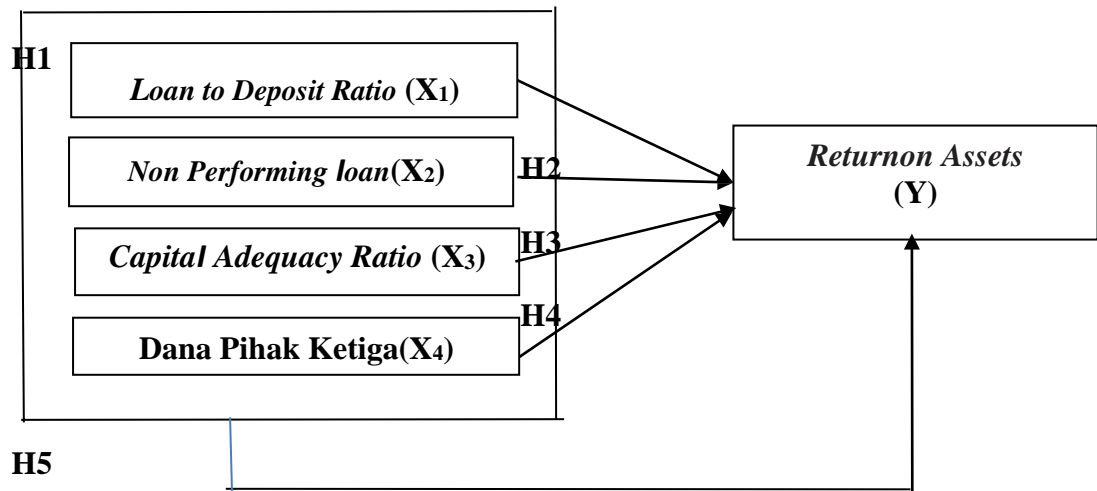 H1
Loan to Deposit Ratio (X1)
Non Performing loan(X2)
H2
Capital Adequacy Ratio (X3)
H3
H4
Dana Pihak Ketiga(X4)
Returnon Assets
(Y)
H5